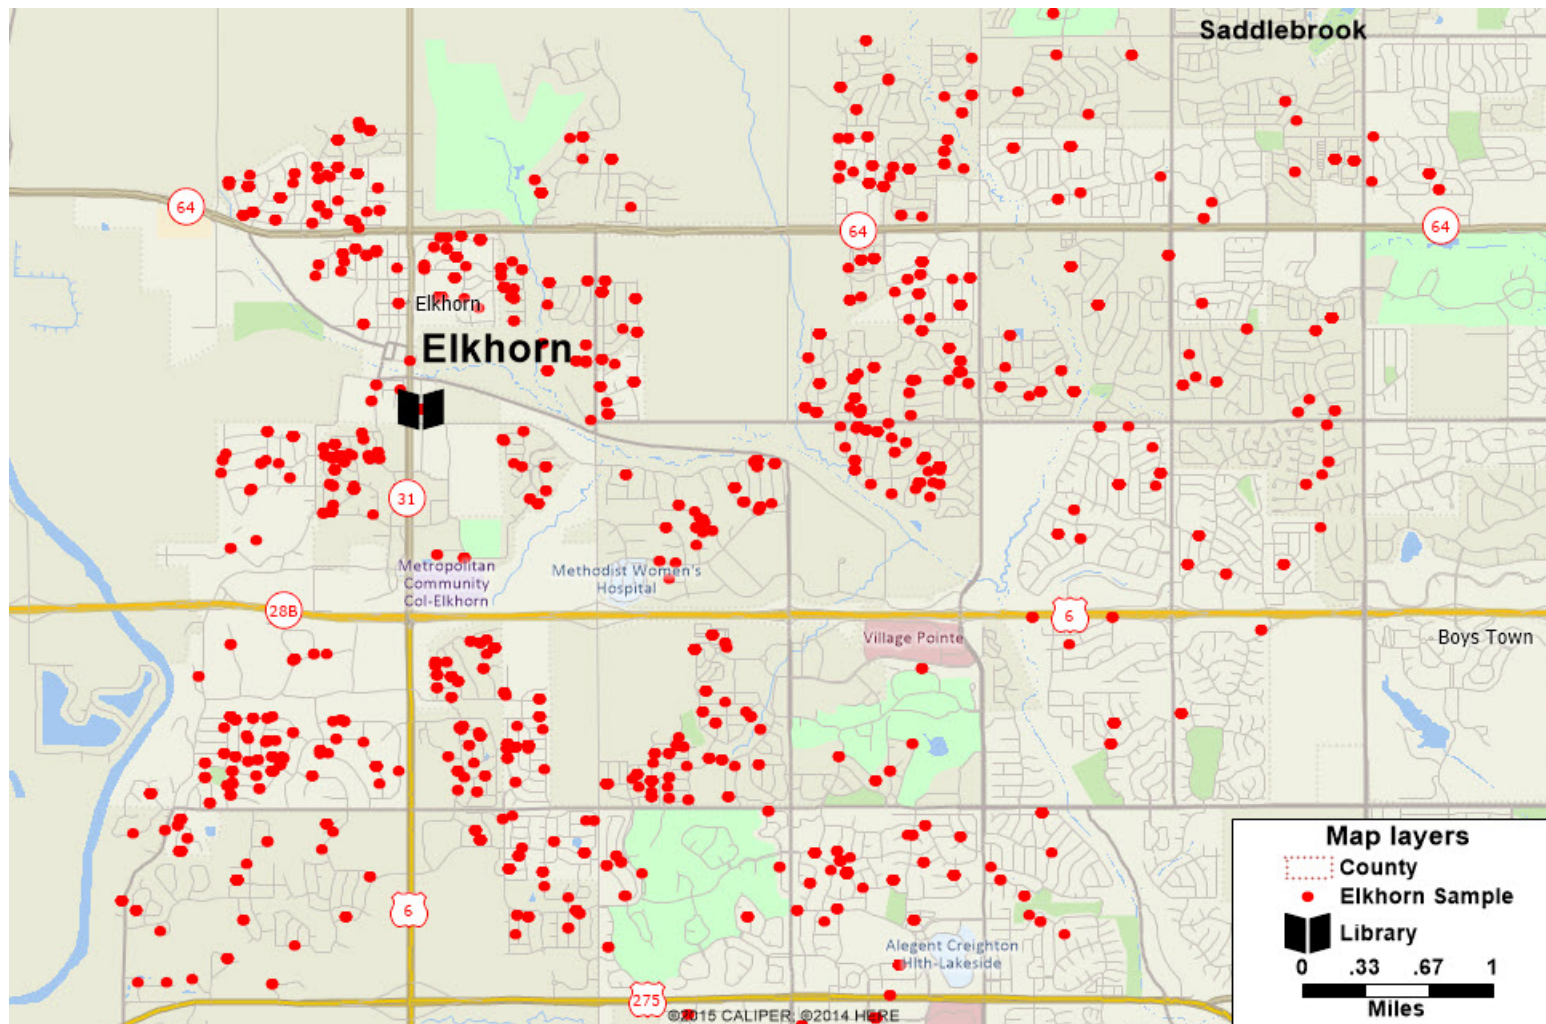 Saddlebrook
64
64
64
Elkhorn
Elkhorn
31
Metropolitan
Community
Col-Elkhorn
Methodist Women's
Hospital
28B
6
Village Pointe
Boys Town
6
Alegent Creighton
Hlth-Lakeside
275
©2015 CALIPER; ©2014 HERE
Map layers
County
Elkhorn Sample
Library
0 .33 .67 1
Miles